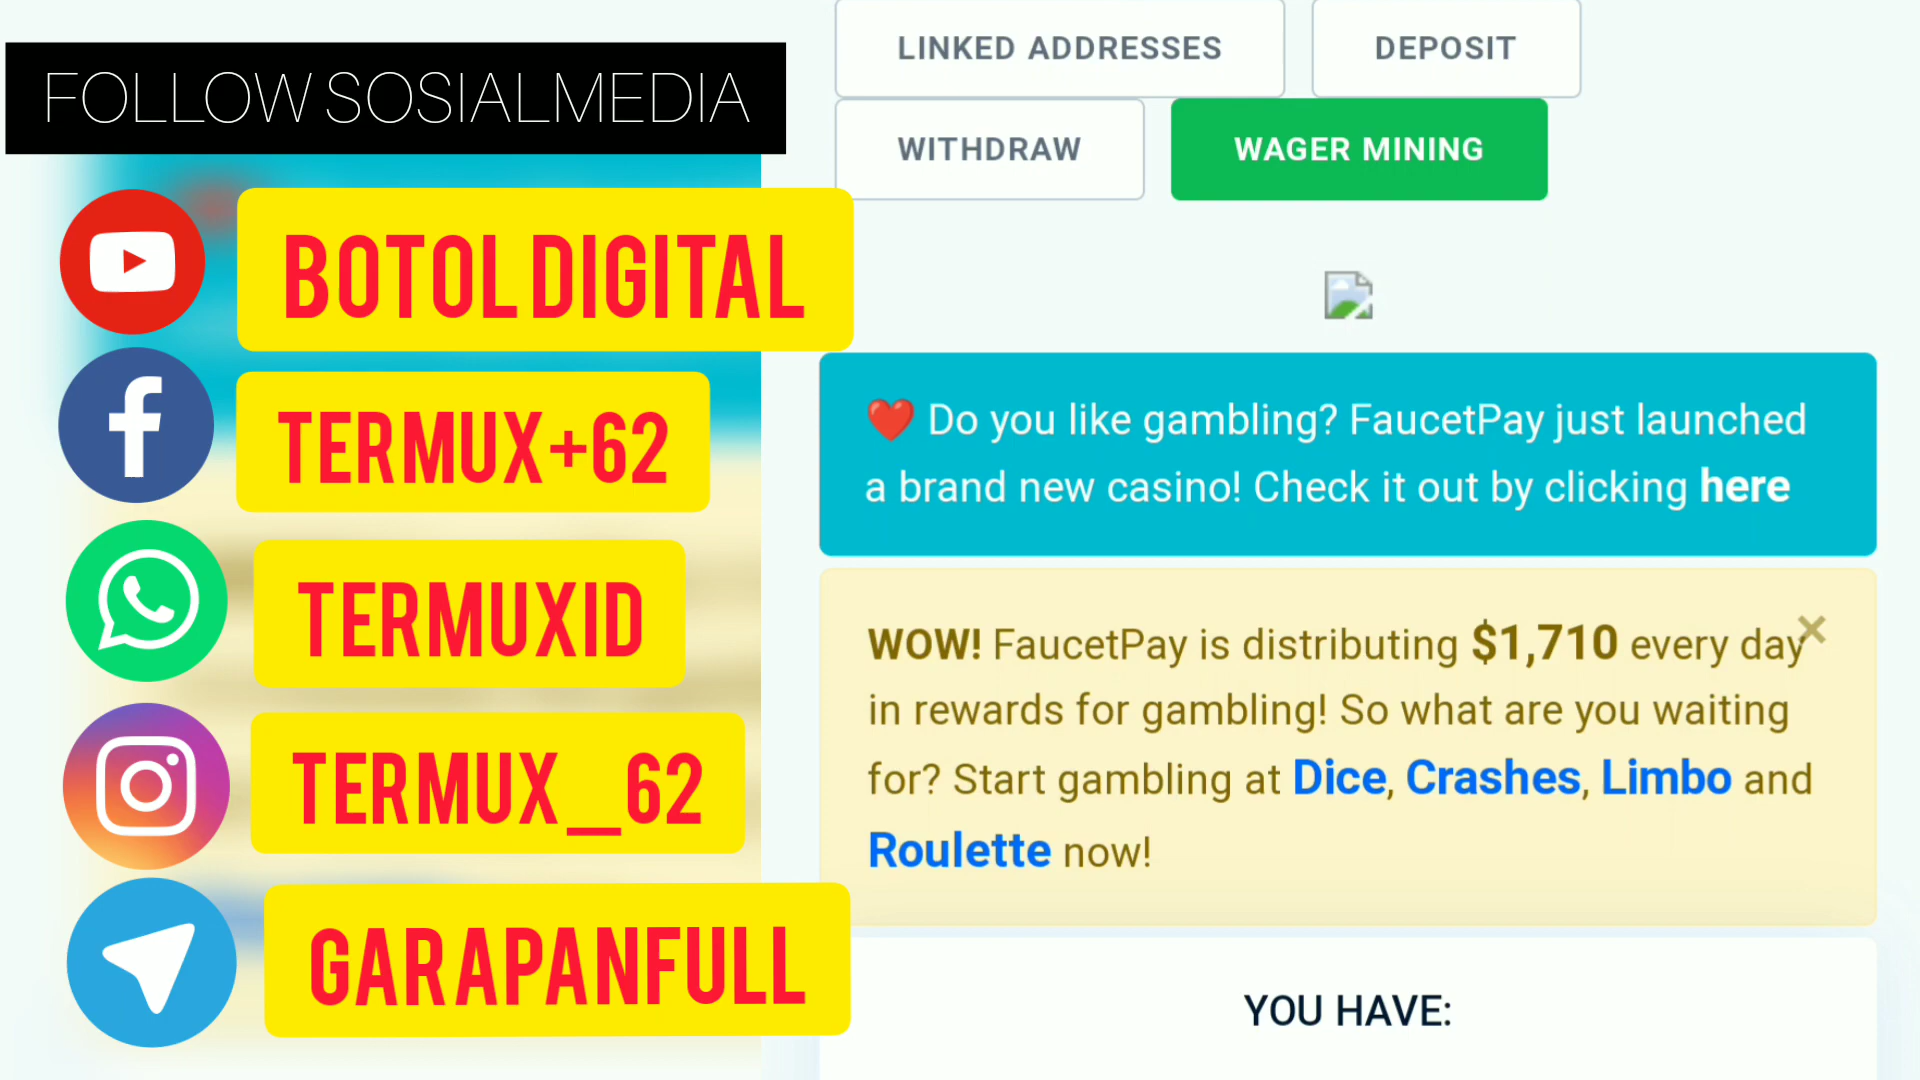 FOLLOW SOSIALMEDIA
BOTOL DIGITAL
TERMUX+62
TERMUXID
TERMUX_62
GARAPANFULL
LINKED ADDRESSES
DEPOSIT
WITHDRAW
WAGER MINING
❤️ Do you like gambling? FaucetPay just launched
a brand new casino! Check it out by clicking here
WOW! FaucetPay is distributing $1,710 every day
in rewards for gambling! So what are you waiting
for? Start gambling at Dice, Crashes, Limbo and
Roulette now!
YOU HAVE: